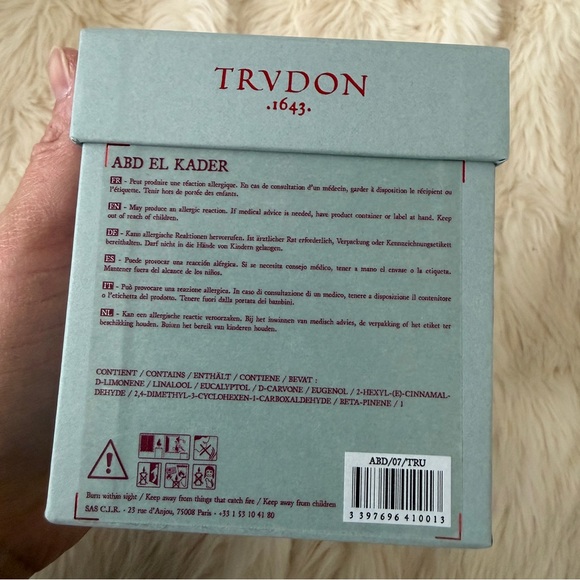 TRVDON
.1643.
ABD EL KADER
FR - Peut produire une réaction allergique. En cas de consultation d'un médecin, garder à disposition le récipient ou
l'étiquette. Tenir hors de portée des enfants.
EN - May produce an allergic reaction. If medical advice is needed, have product container or label at hand. Keep
out of reach of children.
DE - Kann allergische Reaktionen hervorrufen. Ist ärztlicher Rat erforderlich, Verpackung oder Kennzeichnungsetikett
bereithalten. Darf nicht in die Hände von Kindern gelangen.
ES - Puede provocar una reacción alérgica. Si se necesita consejo médico, tener a mano el envase o la etiqueta.
Mantener fuera del alcance de los niños.
IT - Può provocare una reazione allergica. In caso di consultazione di un medico, tenere a disposizione il contenitore
o l'etichetta del prodotto. Tenere fuori dalla portata dei bambini.
NL - Kan een allergische reactie veroorzaken. Bij het inwinnen van medisch advies, de verpakking of het etiket ter
beschikking houden. Buiten het bereik van kinderen houden.
CONTIENT / CONTAINS / ENTHÄLT / CONTIENE / BEVAT :
D-LIMONENE / LINALOOL / EUCALYPTOL / D-CARVONE / EUGENOL / 2-HEXYL-(E)-CINNAMAL-
DEHYDE / 2,4-DIMETHYL-3-CYCLOHEXEN-1-CARBOXALDEHYDE / BETA-PINENE / 1
ABD/07/TRU
Burn within sight / Keep away from things that catch fire / Keep away from children
SAS C.I.R. - 23 rue d'Anjou, 75008 Paris - +33 1 53 10 41 80
3 397696 410013